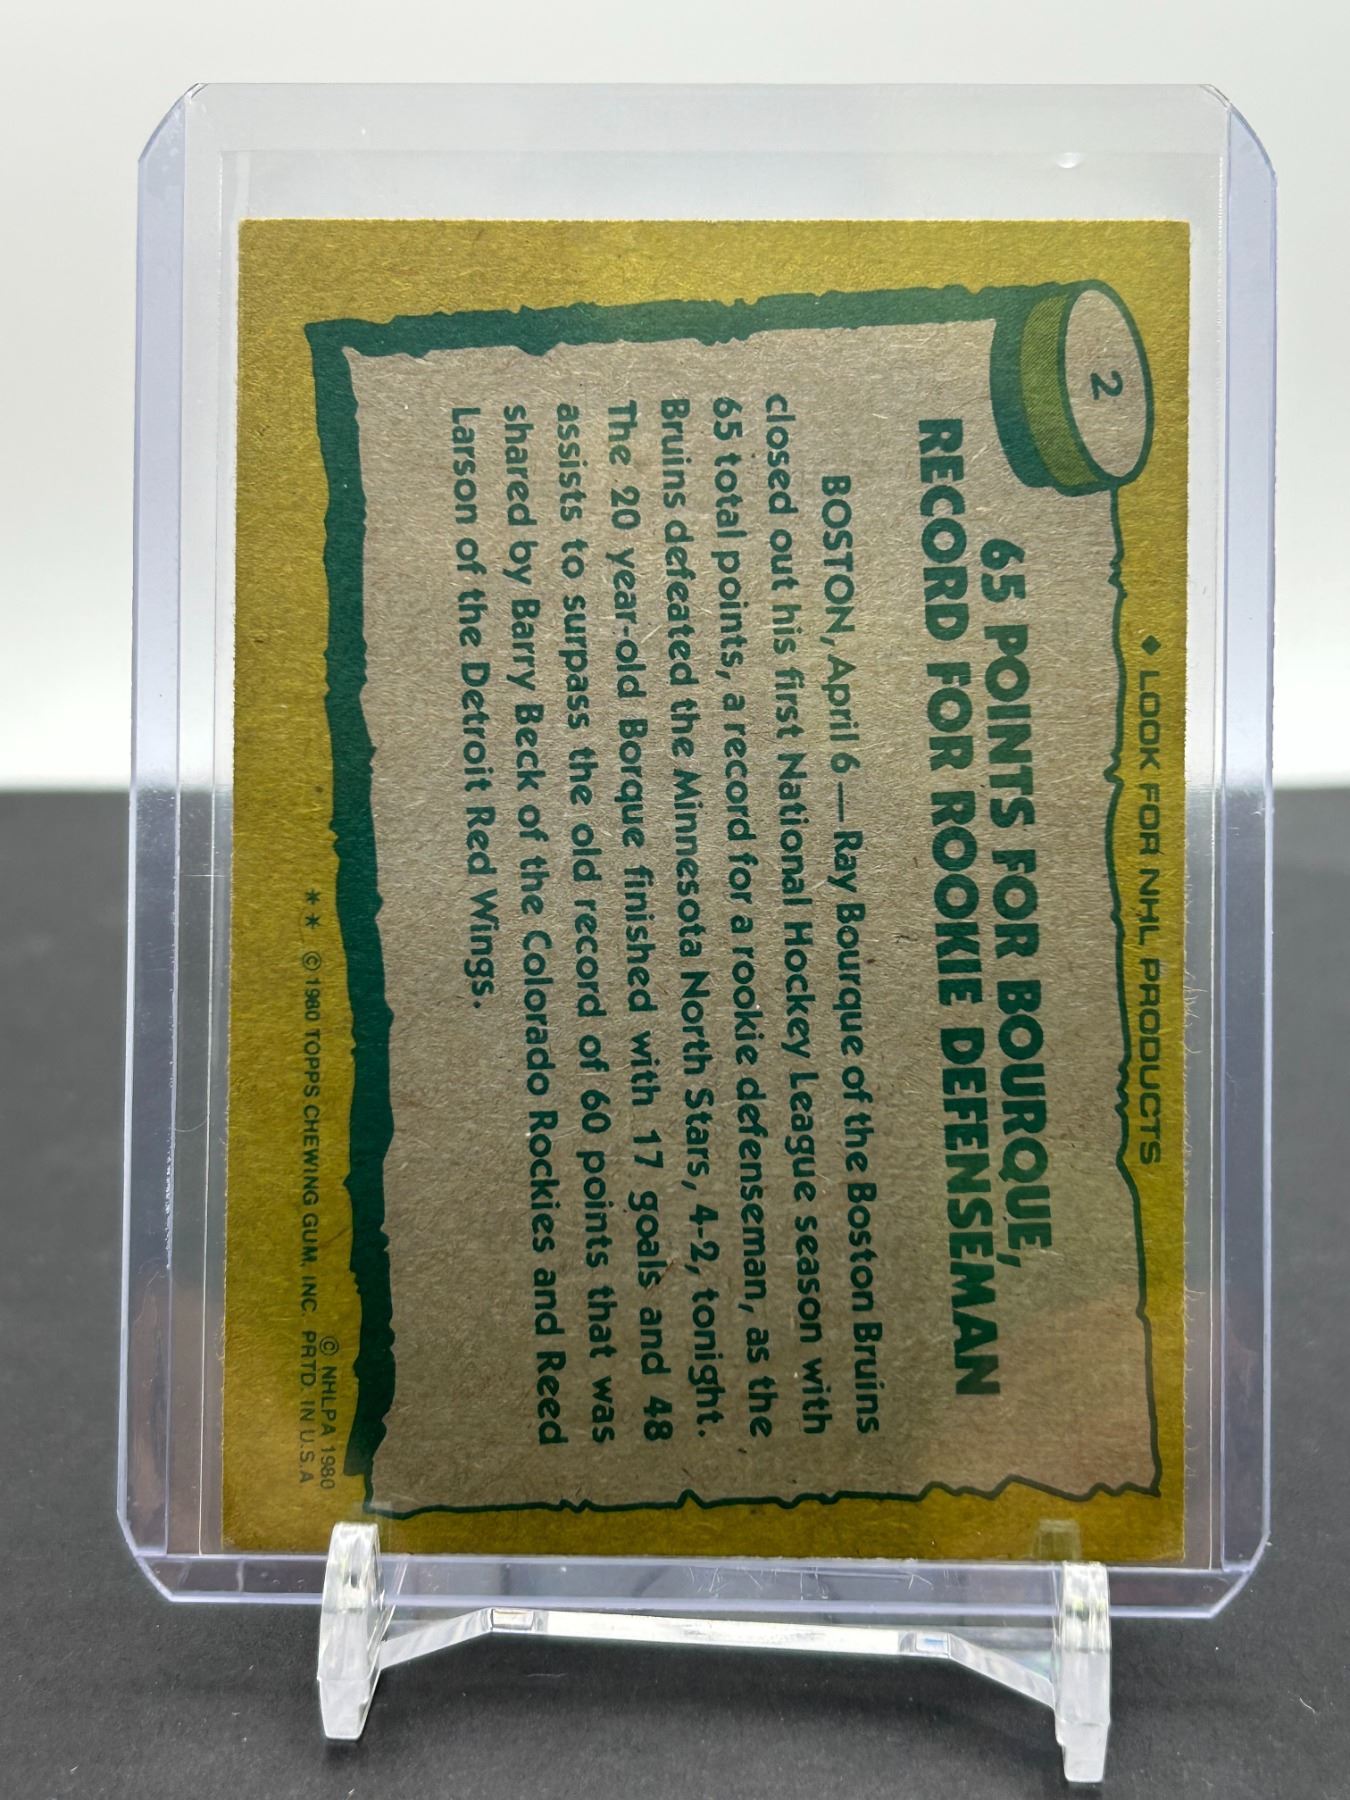 2
◆ LOOK FOR NHL PRODUCTS
65 POINTS FOR BOURQUE,
RECORD FOR ROOKIE DEFENSEMAN
BOSTON, April 6—Ray Bourque of the Boston Bruins
closed out his first National Hockey League season with
65 total points, a record for a rookie defenseman, as the
Bruins defeated the Minnesota North Stars, 4-2, tonight.
The 20 year-old Borque finished with 17 goals and 48
assists to surpass the old record of 60 points that was
shared by Barry Beck of the Colorado Rockies and Reed
Larson of the Detroit Red Wings.
© NHLPA 1980
** © 1980 TOPPS CHEWING GUM, INC. PRTD. IN U.S.A